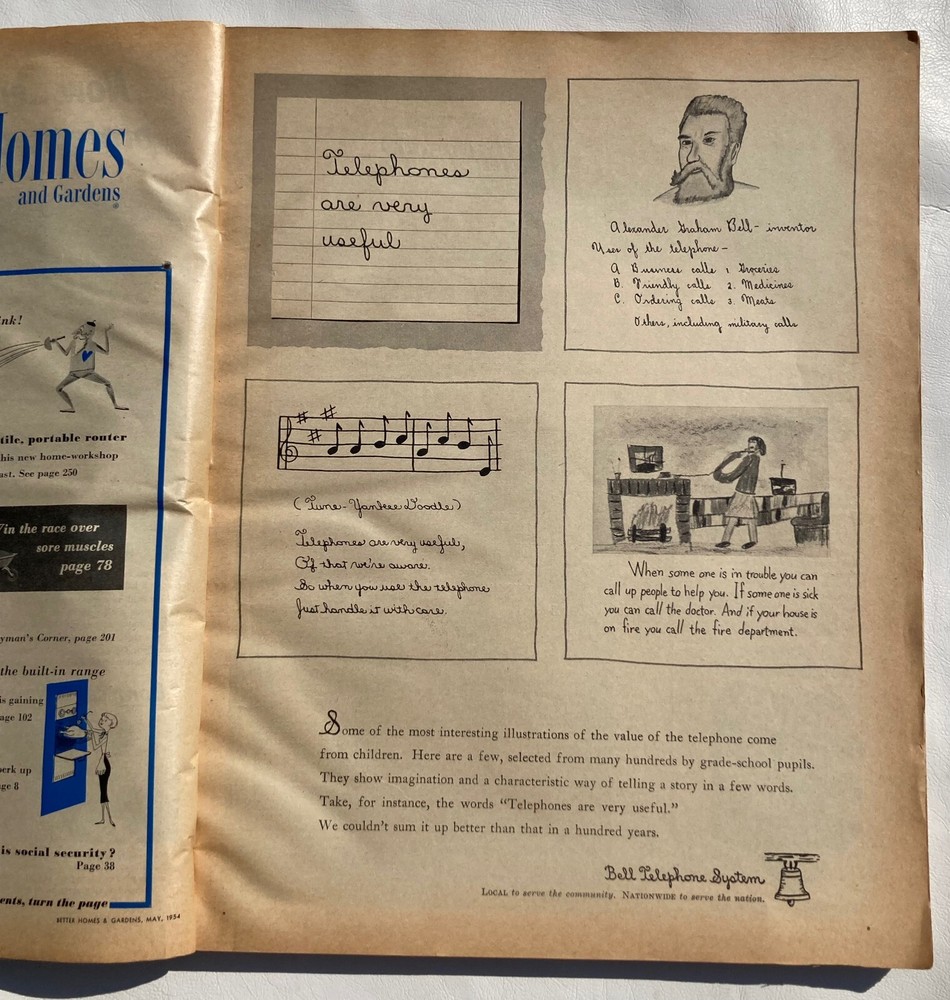 Homes
and Gardens
ink!
tile, portable router
his new home-workshop
ast. See page 250
Win the race over
sore muscles
page 78
yman's Corner, page 201
the built-in range
is gaining
age 102
perk up
ge 8
is social security?
Page 38
ents, turn the page
BETTER HOMES & GARDENS, MAY, 1954
Telephones
are very
useful
Alexander Graham Bell - inventor
Uses of the telephone -
A Business calls 1 Groceries
B. Friendly calls 2. Medicines
C. Ordering calls 3. Meats
Others, including military calls
(Tune - Yankee Doodle)
Telephones are very useful,
Of that we're aware.
So when you use the telephone
Just handle it with care.
When some one is in trouble you can
call up people to help you. If some one is sick
you can call the doctor. And if your house is
on fire you call the fire department.
Some of the most interesting illustrations of the value of the telephone come
from children. Here are a few, selected from many hundreds by grade-school pupils.
They show imagination and a characteristic way of telling a story in a few words.
Take, for instance, the words “Telephones are very useful.”
We couldn't sum it up better than that in a hundred years.
Bell Telephone System
LOCAL to serve the community. NATIONWIDE to serve the nation.